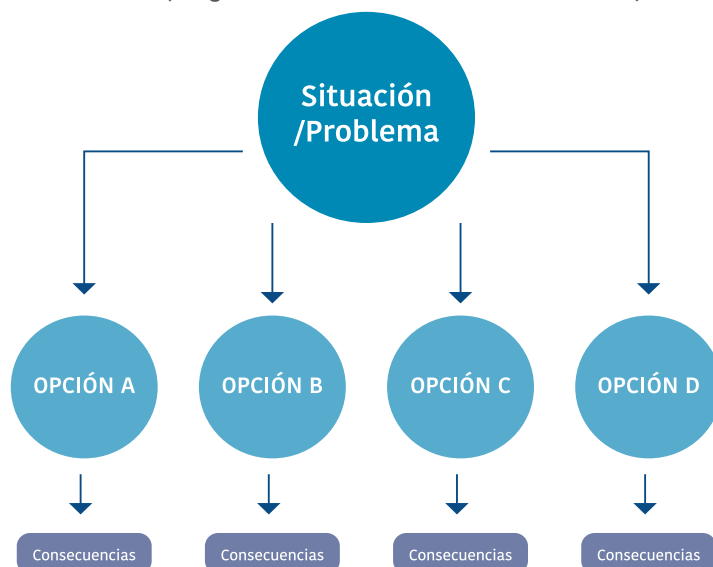 Situación
/Problema
OPCIÓN A
OPCIÓN B
OPCIÓN C
OPCIÓN D
Consecuencias
Consecuencias
Consecuencias
Consecuencias